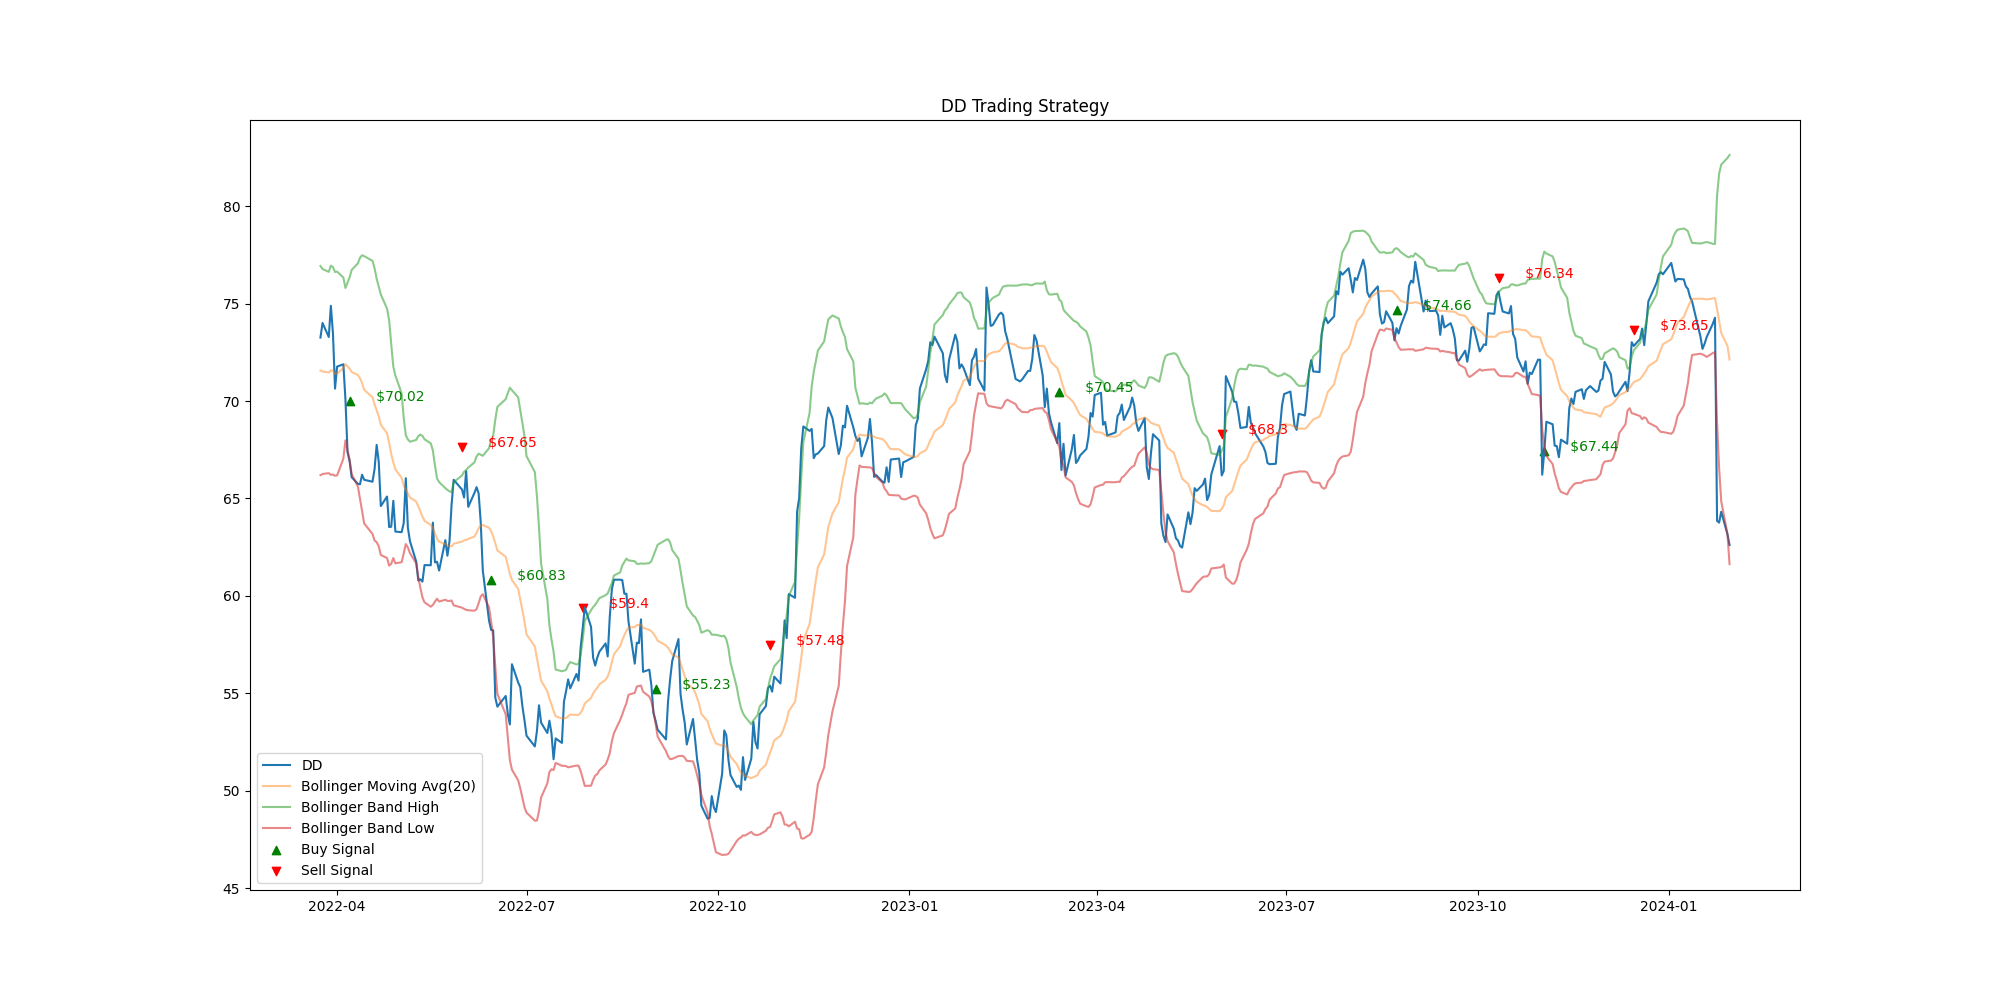 DD Trading Strategy
80
75
70
65
60
55
50
45
$70.02
$67.65
$60.83
$59.4
$55.23
$57.48
$70.45
$68.3
$74.66
$76.34
$67.44
$73.65
DD
Bollinger Moving Avg(20)
Bollinger Band High
Bollinger Band Low
Buy Signal
Sell Signal
2022-04 2022-07 2022-10 2023-01 2023-04 2023-07 2023-10 2024-01